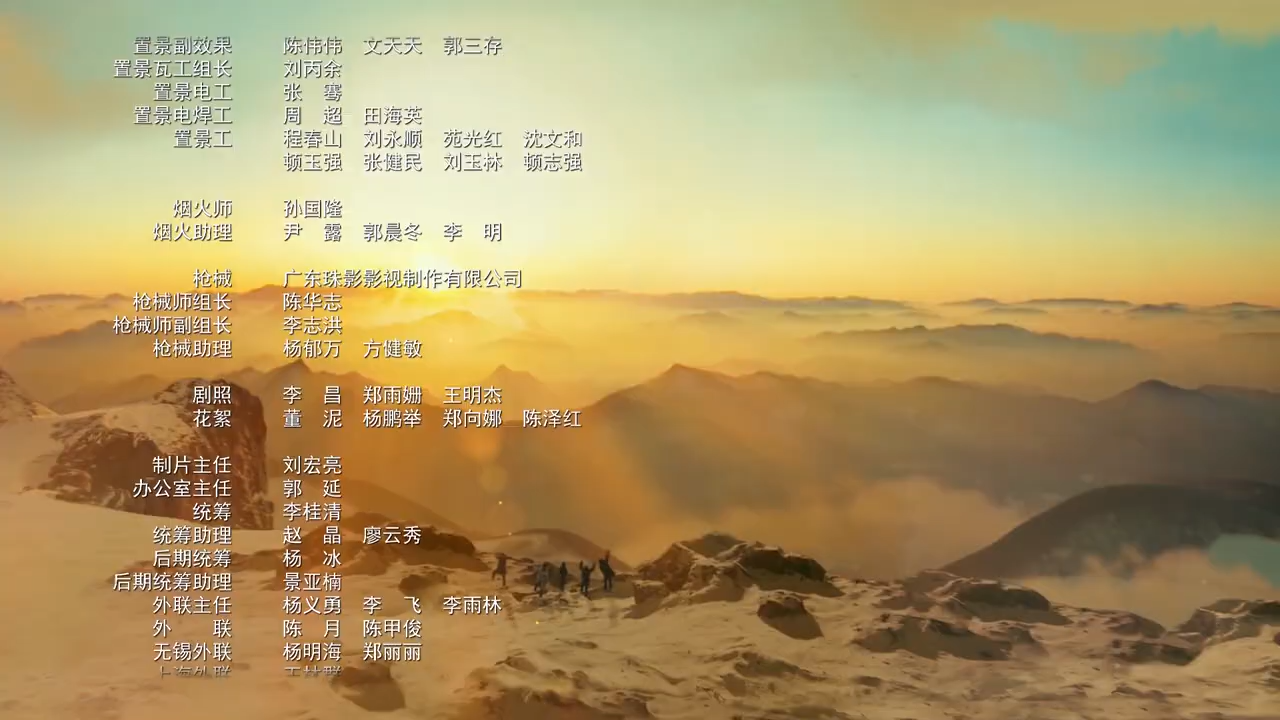 置景副效果 陈伟伟 文天天 郭三存
置景瓦工组长 刘丙余
置景电工 张 骞
置景电焊工 周 超 田海英
置景工 程春山 刘永顺 苑光红 沈文和
顿玉强 张健民 刘玉林 顿志强
烟火师 孙国隆
烟火助理 尹 露 郭晨冬 李 明
枪械 广东珠影影视制作有限公司
枪械师组长 陈华志
枪械师副组长 李志洪
枪械助理 杨郁万 方健敏
剧照 李 昌 郑雨姗 王明杰
花絮 董 泥 杨鹏举 郑向娜 陈泽红
制片主任 刘宏亮
办公室主任 郭 延
统筹 李桂清
统筹助理 赵 晶 廖云秀
后期统筹 杨 冰
后期统筹助理 景亚楠
外联主任 杨义勇 李 飞 李雨林
外 联 陈 月 陈甲俊
无锡外联 杨明海 郑丽丽
上海外联